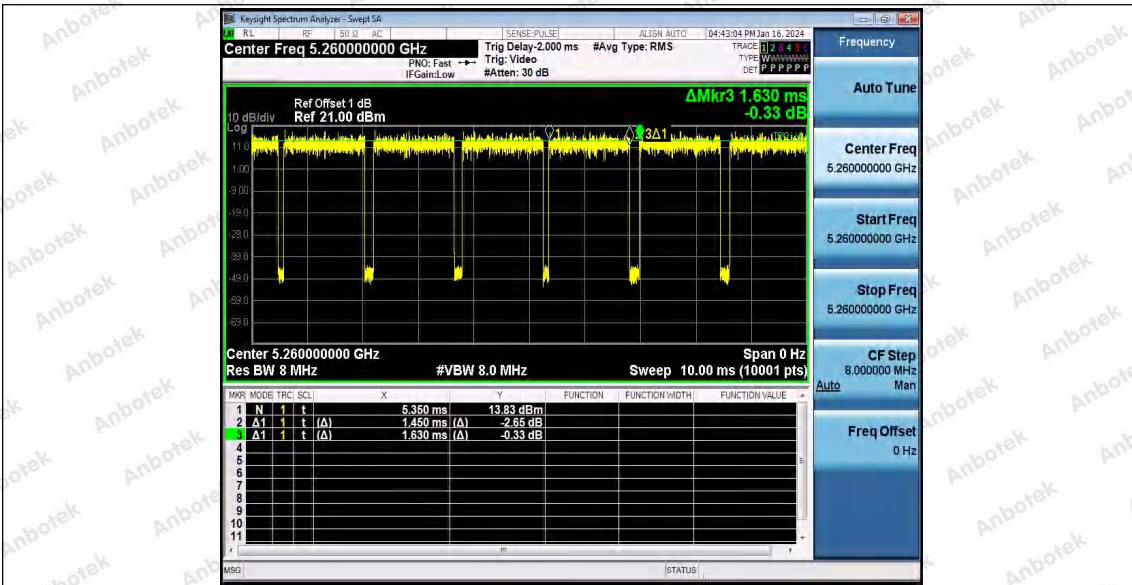 Keysight Spectrum Analyzer - Swept SA
RL RF 50 Ω AC SENSE:PULSE ALIGN AUTO 04:43:04 PM Jan 16, 2024
Center Freq 5.260000000 GHz
PNO: Fast
IFGain:Low
Trig Delay-2.000 ms
Trig: Video
#Atten: 30 dB
#Avg Type: RMS
TRACE 1 2 3 4 5 6
TYPE WWWWWW
DET P P P P P P
ΔMkr3 1.630 ms
-0.33 dB
Ref Offset 1 dB
10 dB/div Ref 21.00 dBm
Log
11.0
1.00
-9.00
-19.0
-29.0
-39.0
-49.0
-59.0
-69.0
3Δ1
Center 5.260000000 GHz Span 0 Hz
Res BW 8 MHz #VBW 8.0 MHz Sweep 10.00 ms (10001 pts)
MKR MODE TRC SCL X Y FUNCTION FUNCTION WIDTH FUNCTION VALUE
1 N 1 t 5.350 ms 13.83 dBm
2 Δ1 1 t (Δ) 1.450 ms (Δ) -2.65 dB
3 Δ1 1 t (Δ) 1.630 ms (Δ) -0.33 dB
4
5
6
7
8
9
10
11
MSG STATUS
Frequency
Auto Tune
Center Freq
5.260000000 GHz
Start Freq
5.260000000 GHz
Stop Freq
5.260000000 GHz
CF Step
8.000000 MHz
Auto Man
Freq Offset
0 Hz
Anbotek